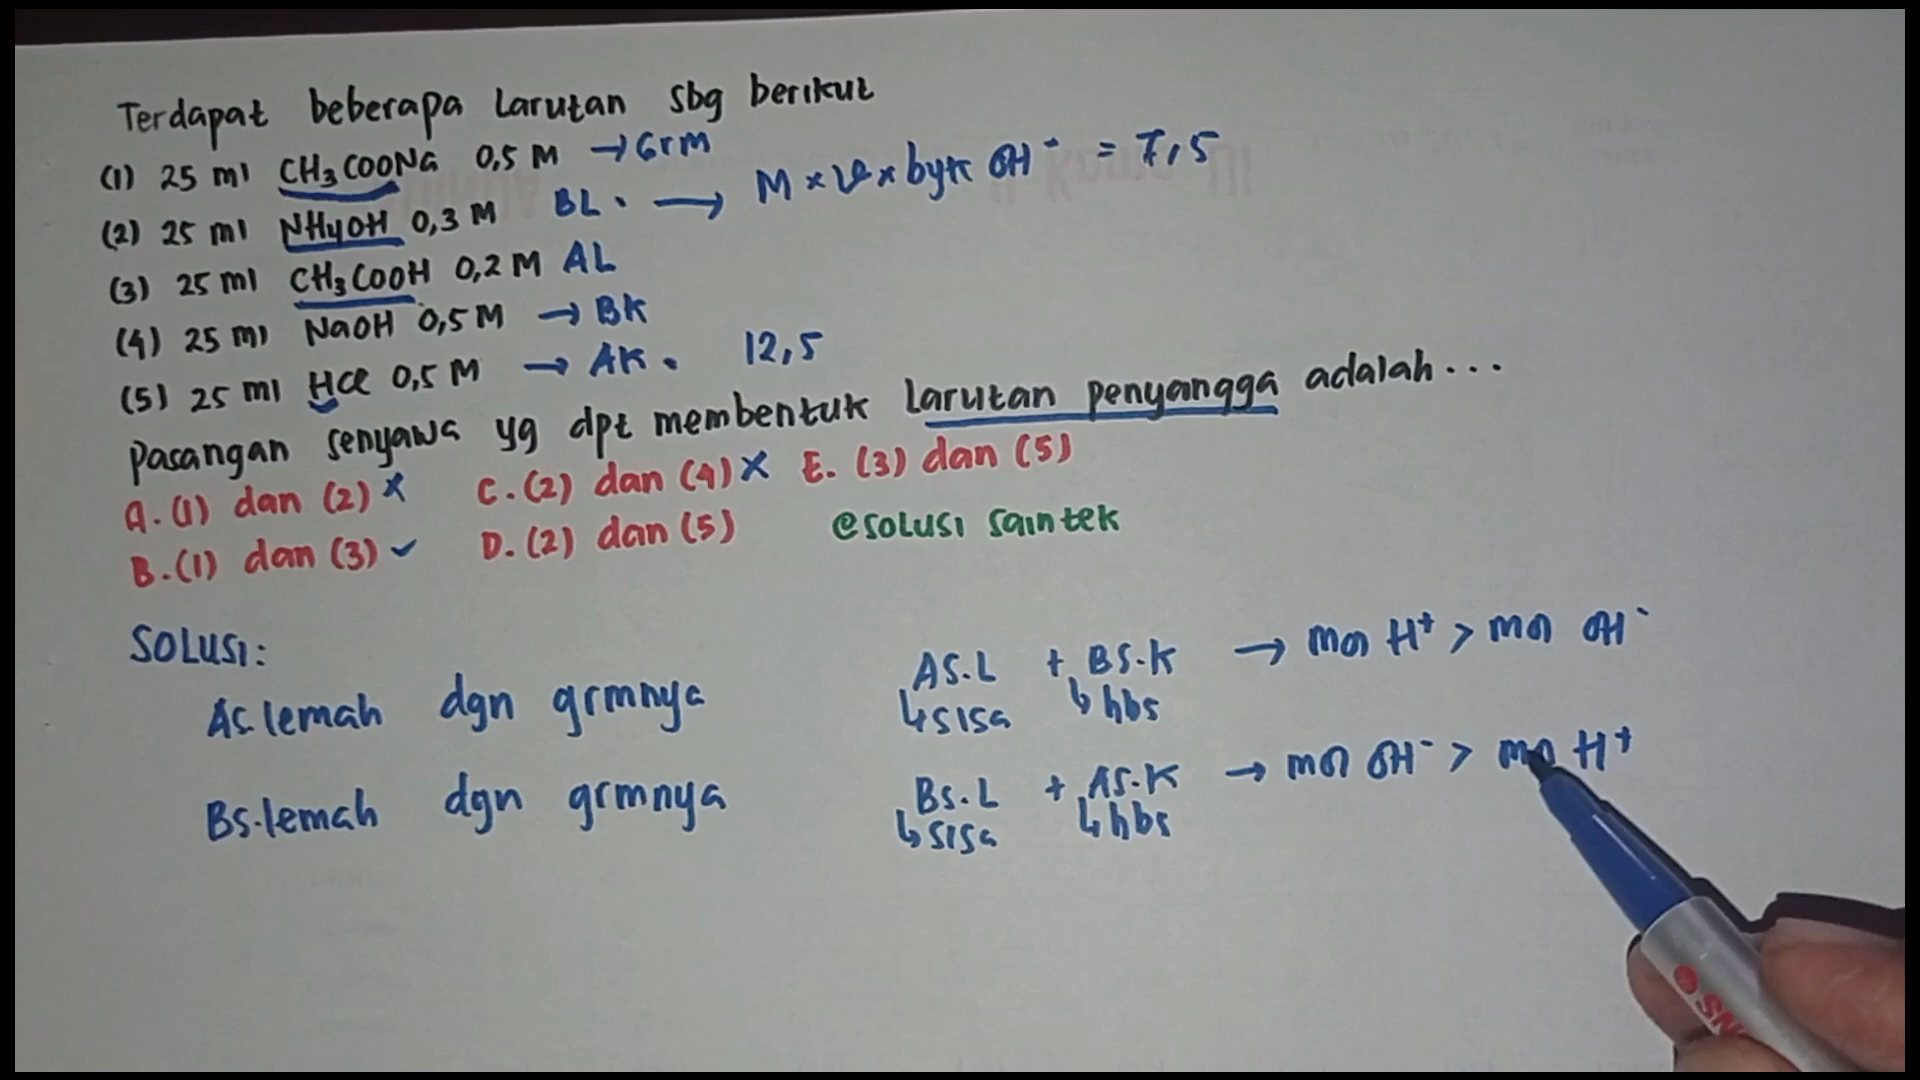 Terdapat beberapa Larutan sbg berikut
(1) 25 ml CH₃COONa 0,5 M → GrM
(2) 25 ml NH4OH 0,3 M BL. → M x V x byk OH⁻ = 7,5
(3) 25 ml CH₃COOH 0,2 M AL
(4) 25 ml NaOH 0,5 M → BK
(5) 25 ml HCl 0,5 M → AK. 12,5
Pasangan senyawa yg dpt membentuk larutan penyangga adalah...
A. (1) dan (2) x C. (2) dan (4) x E. (3) dan (5)
B. (1) dan (3) ✓ D. (2) dan (5) @solusi saintek
SOLUSI:
As.lemah dgn grmnya AS.L + BS.K → mol H⁺ > mol OH⁻
↳sisa ↳hbs
Bs.lemah dgn grmnya Bs.L + AS.K → mol OH⁻ > mol H⁺
↳sisa ↳hbs
SN